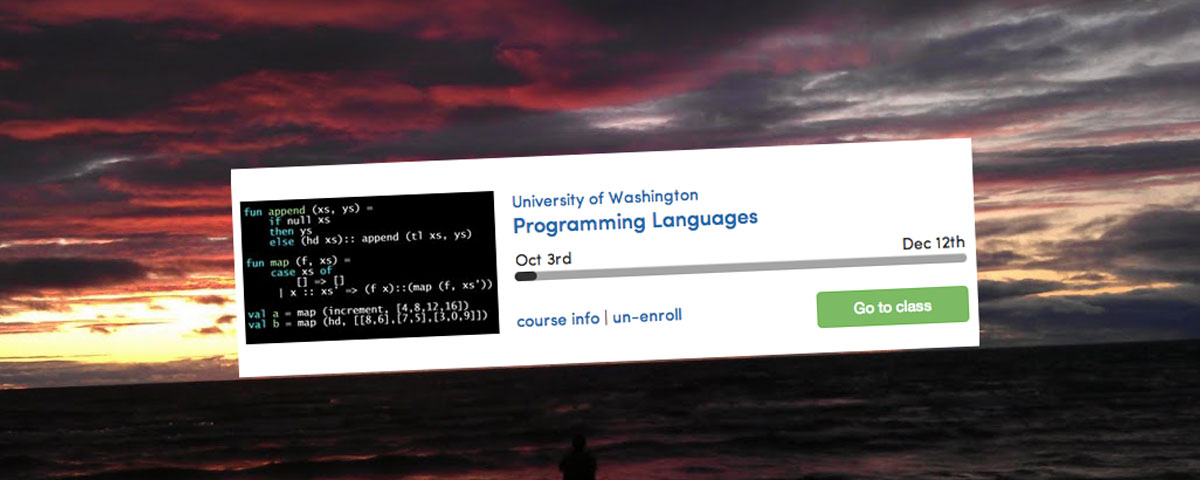 fun append (xs, ys) =
if null xs
then ys
else (hd xs):: append (tl xs, ys)
fun map (f, xs) =
case xs of
[] => []
| x :: xs' => (f x)::(map (f, xs'))
val a = map (increment, [4,8,12,16])
val b = map (hd, [[8,6],[7,5],[3,0,9]])
University of Washington
Programming Languages
Oct 3rd
Dec 12th
course info | un-enroll
Go to class